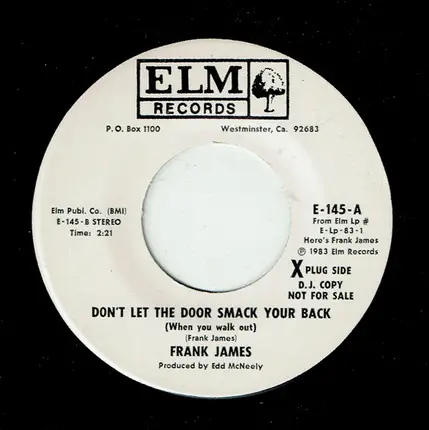 ELM
RECORDS
P.O. Box 1100 Westminster, Ca. 92683
Elm Publ. Co. (BMI)
E-145-B STEREO
Time: 2:21
E-145-A
From Elm Lp #
E-Lp-83-1
Here's Frank James
℗ 1983 Elm Records
X PLUG SIDE
D.J. COPY
NOT FOR SALE
DON'T LET THE DOOR SMACK YOUR BACK
(When you walk out)
(Frank James)
FRANK JAMES
Produced by Edd McNeely